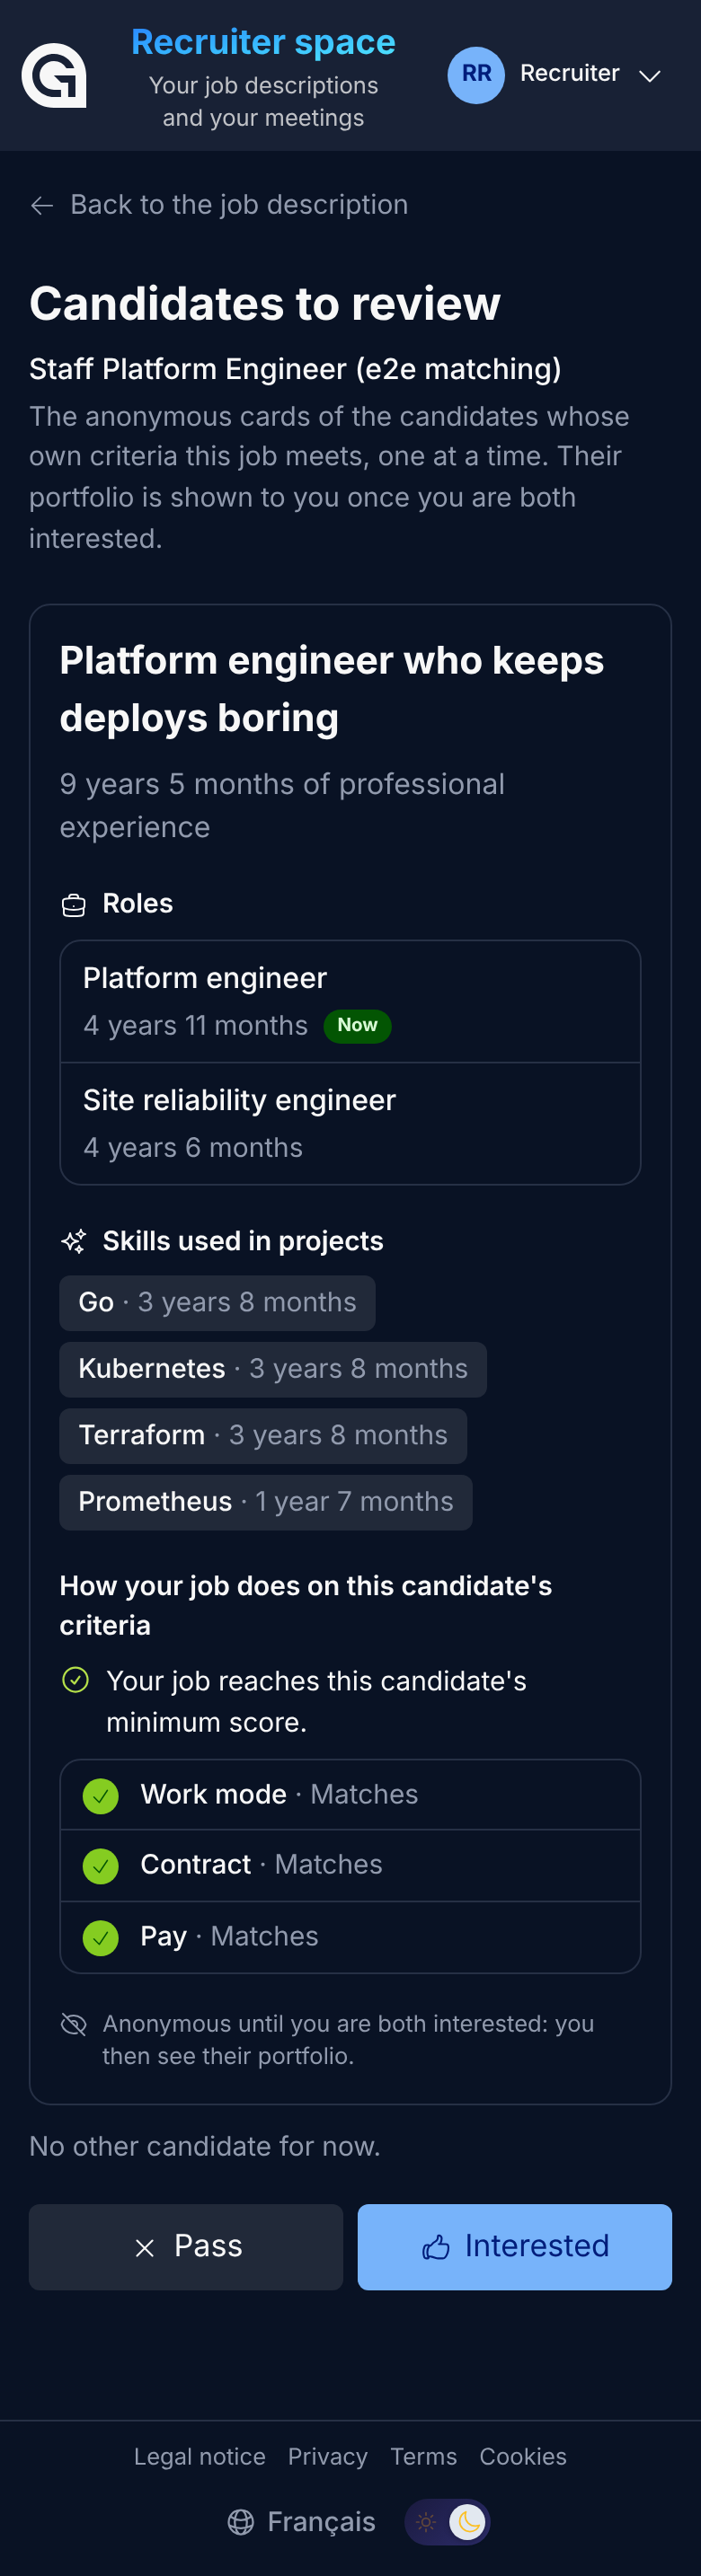 Recruiter space
Your job descriptions
and your meetings
RR
Recruiter
Back to the job description
Candidates to review
Staff Platform Engineer (e2e matching)
The anonymous cards of the candidates whose
own criteria this job meets, one at a time. Their
portfolio is shown to you once you are both
interested.
Platform engineer who keeps
deploys boring
9 years 5 months of professional
experience
Roles
Platform engineer
4 years 11 months Now
Site reliability engineer
4 years 6 months
Skills used in projects
Go · 3 years 8 months
Kubernetes · 3 years 8 months
Terraform · 3 years 8 months
Prometheus · 1 year 7 months
How your job does on this candidate's
criteria
Your job reaches this candidate's
minimum score.
Work mode · Matches
Contract · Matches
Pay · Matches
Anonymous until you are both interested: you
then see their portfolio.
No other candidate for now.
Pass
Interested
Legal notice Privacy Terms Cookies
Français